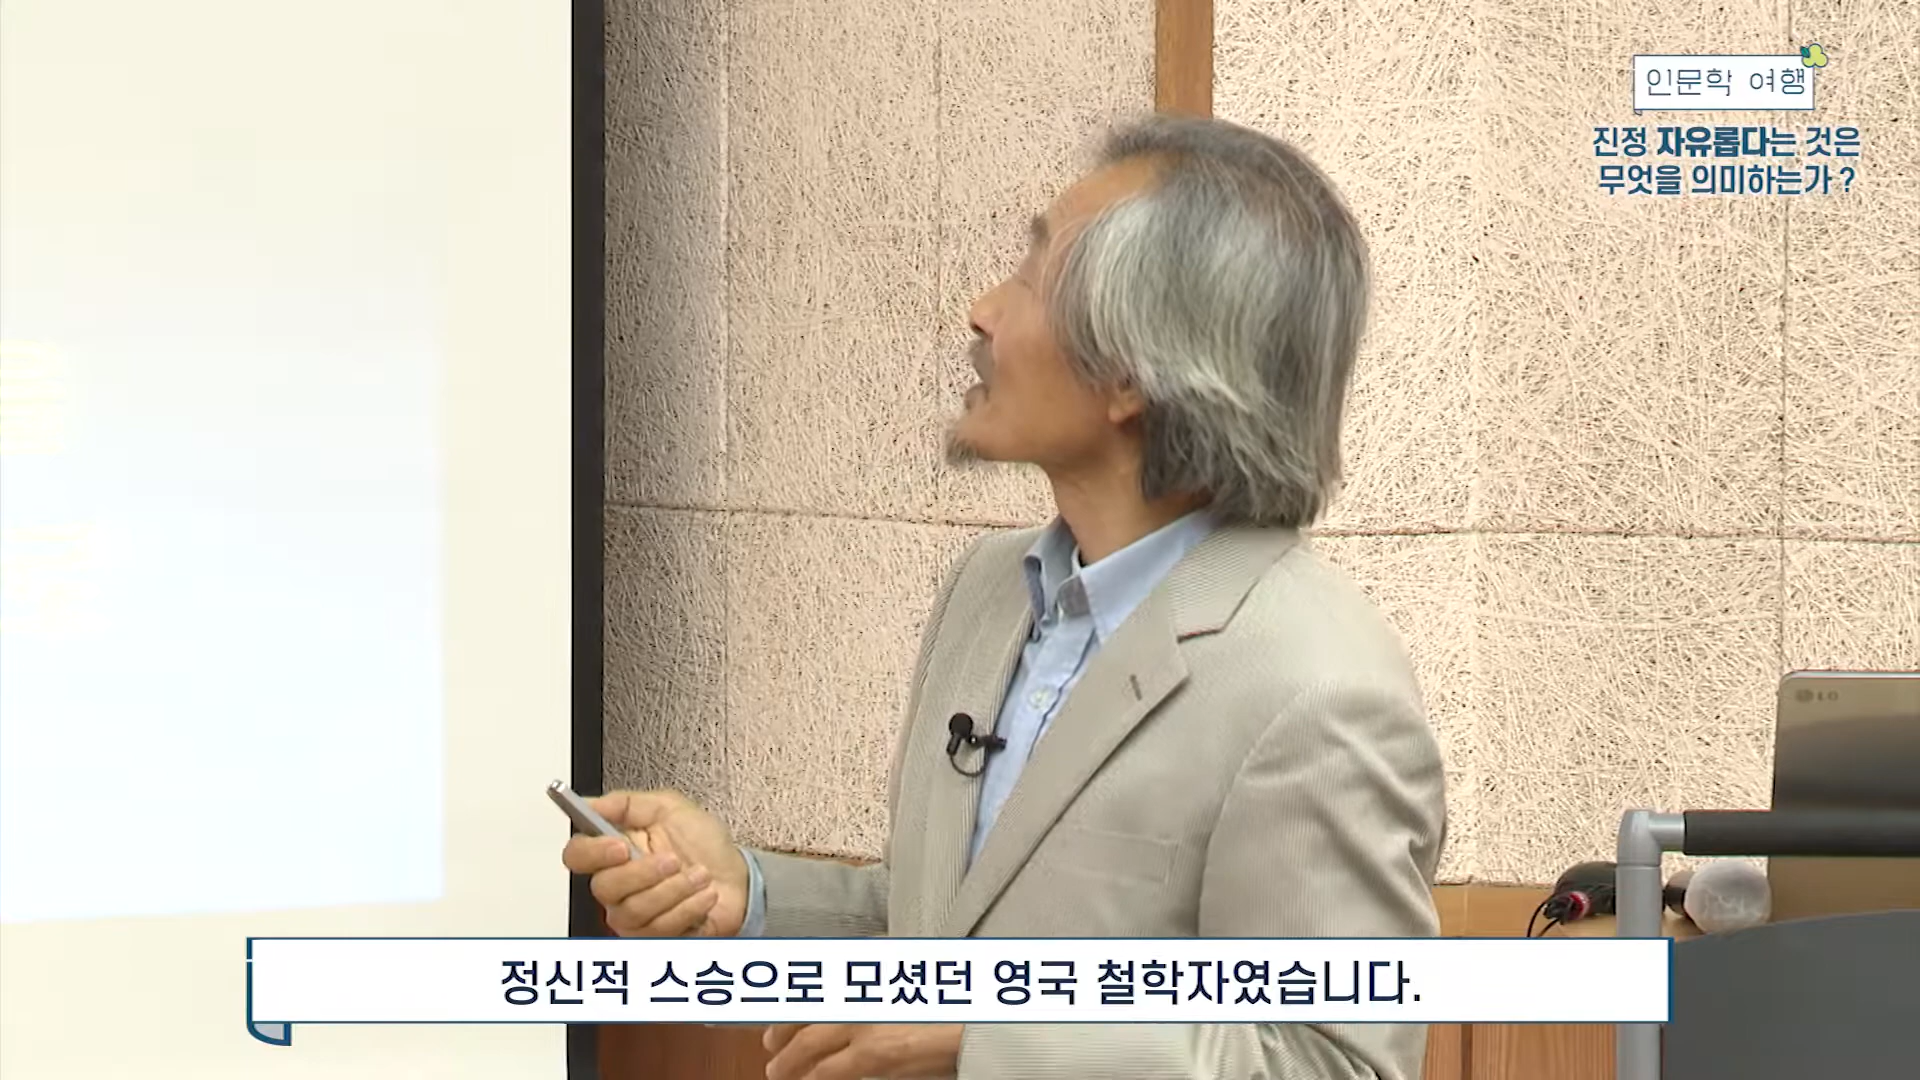 인문학 여행
진정 자유롭다는 것은
무엇을 의미하는가?
LG
정신적 스승으로 모셨던 영국 철학자였습니다.